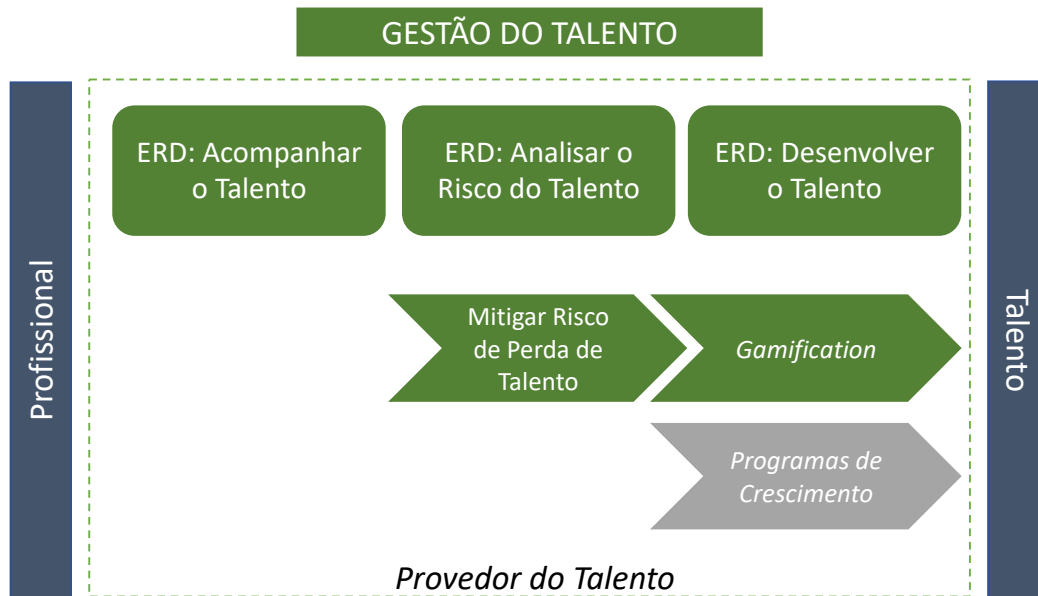 GESTÃO DO TALENTO
Profissional
ERD: Acompanhar
o Talento
ERD: Analisar o
Risco do Talento
ERD: Desenvolver
o Talento
Mitigar Risco
de Perda de
Talento
Gamification
Programas de
Crescimento
Provedor do Talento
Talento